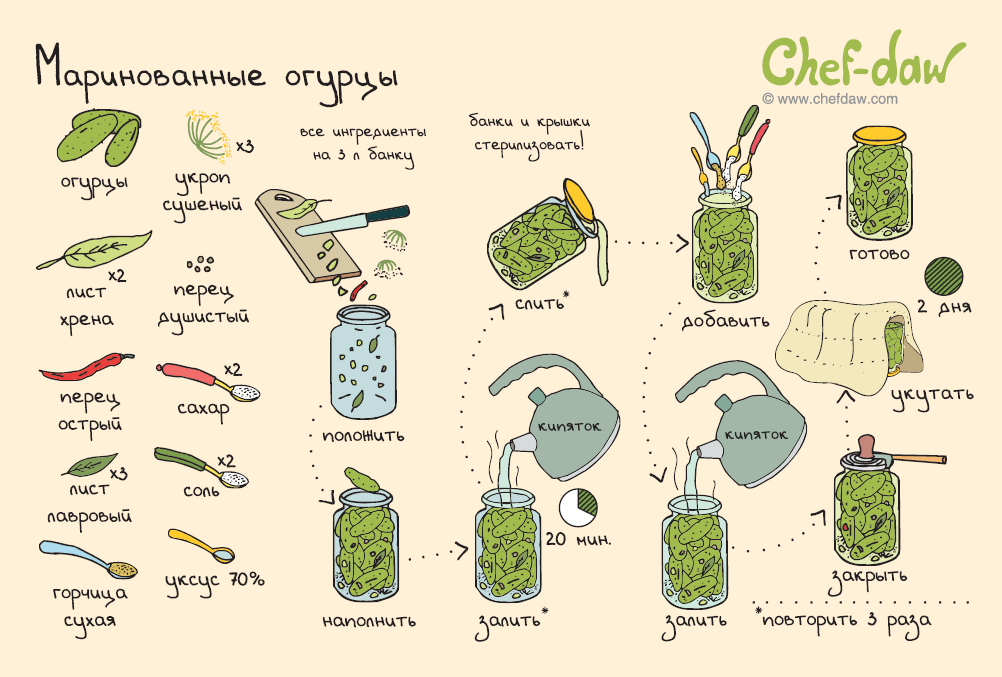 Маринованные огурцы
Chef-daw
© www.chefdaw.com
огурцы
x3
укроп
сушеный
все ингредиенты
на 3 л банку
банки и крышки
стерилизовать!
x2
лист
хрена
перец
душистый
перец
острый
x2
сахар
x3
лист
лавровый
x2
соль
горчица
сухая
уксус 70%
положить
наполнить
кипяток
20 мин.
залить*
слить*
добавить
кипяток
залить
закрыть
укутать
2 дня
готово
*повторить 3 раза